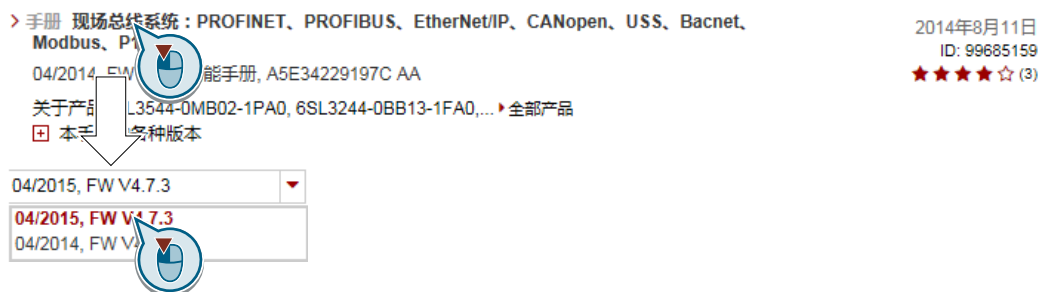 手册 现场总线系统：PROFINET、PROFIBUS、EtherNet/IP、CANopen、USS、Bacnet、
Modbus、P1
2014年8月11日
ID: 99685159
(3)
04/2014, FW 能手册, A5E34229197C AA
关于产品 L3544-0MB02-1PA0, 6SL3244-0BB13-1FA0,... 全部产品
本手 各种版本
04/2015, FW V4.7.3
04/2015, FW V4.7.3
04/2014, FW V4